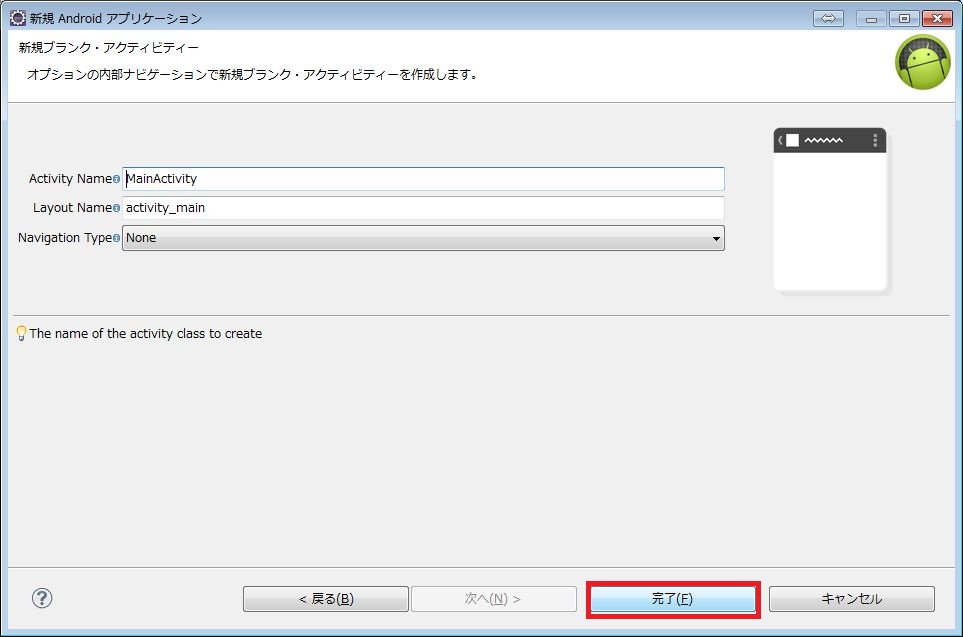 新規 Android アプリケーション
新規ブランク・アクティビティー
オプションの内部ナビゲーションで新規ブランク・アクティビティーを作成します。
Activity Name MainActivity
Layout Name activity_main
Navigation Type None
The name of the activity class to create
< 戻る(B) 次へ(N) > 完了(F) キャンセル